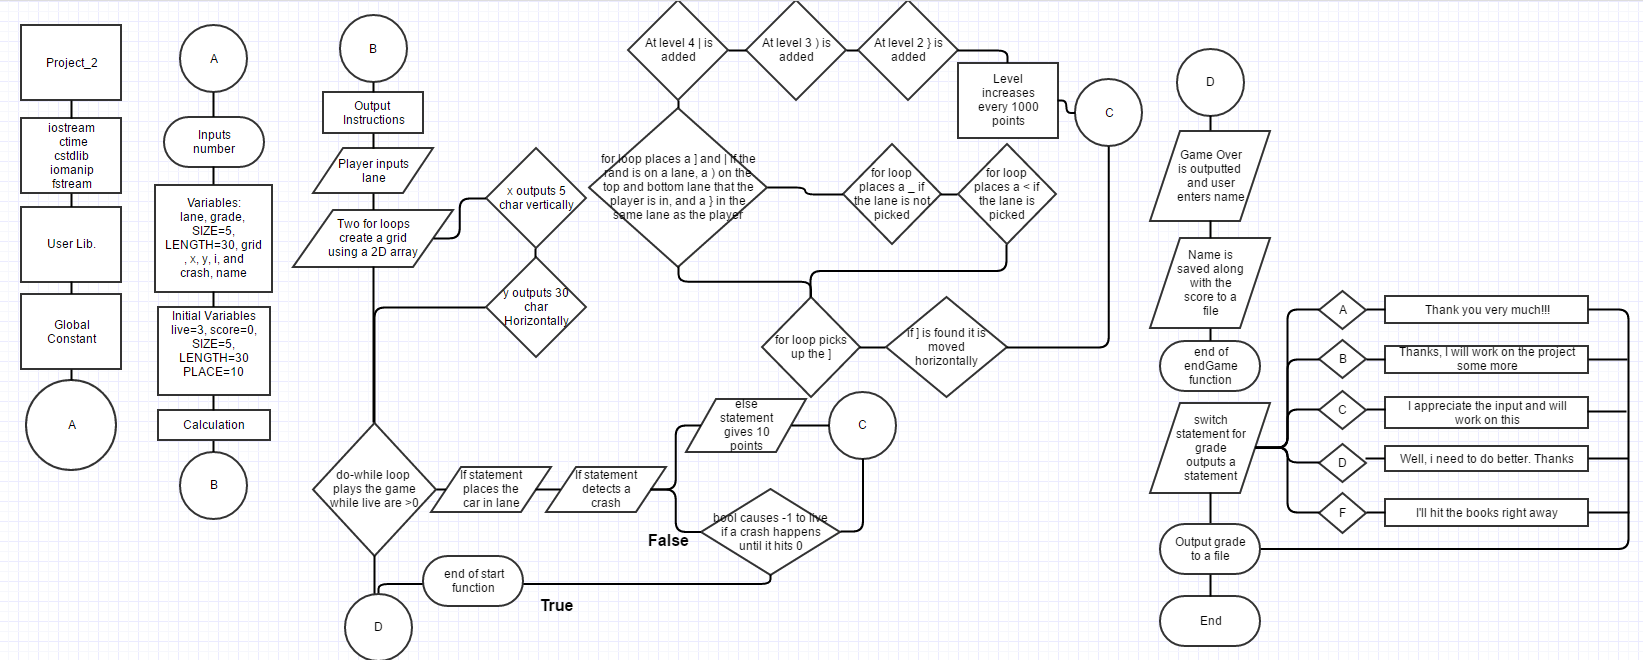 Project_2
iostream
ctime
cstdlib
iomanip
fstream
User Lib.
Global
Constant
A
A
Inputs
number
Variables:
lane, grade,
SIZE=5,
LENGTH=30, grid
, x, y, i, and
crash, name
Initial Variables
live=3, score=0,
SIZE=5,
LENGTH=30
PLACE=10
Calculation
B
B
Output
Instructions
Player inputs
lane
Two for loops
create a grid
using a 2D array
x outputs 5
char vertically
y outputs 30
char
Horizontally
do-while loop
plays the game
while live are >0
If statement
places the
car in lane
If statement
detects a
crash
else
statement
gives 10
points
C
bool causes -1 to live
if a crash happens
until it hits 0
False
True
end of start
function
D
At level 4 | is
added
At level 3 ) is
added
At level 2 } is
added
Level
increases
every 1000
points
C
for loop places a ] and | if the
rand is on a lane, a ) on the
top and bottom lane that the
player is in, and a } in the
same lane as the player
for loop
places a _ if
the lane is not
picked
for loop
places a < if
the lane is
picked
for loop picks
up the ]
if ] is found it is
moved
horizontally
D
Game Over
is outputted
and user
enters name
Name is
saved along
with the
score to a
file
end of
endGame
function
switch
statement for
grade
outputs a
statement
Output grade
to a file
End
A
Thank you very much!!!
B
Thanks, I will work on the project
some more
C
I appreciate the input and will
work on this
D
Well, i need to do better. Thanks
F
I'll hit the books right away